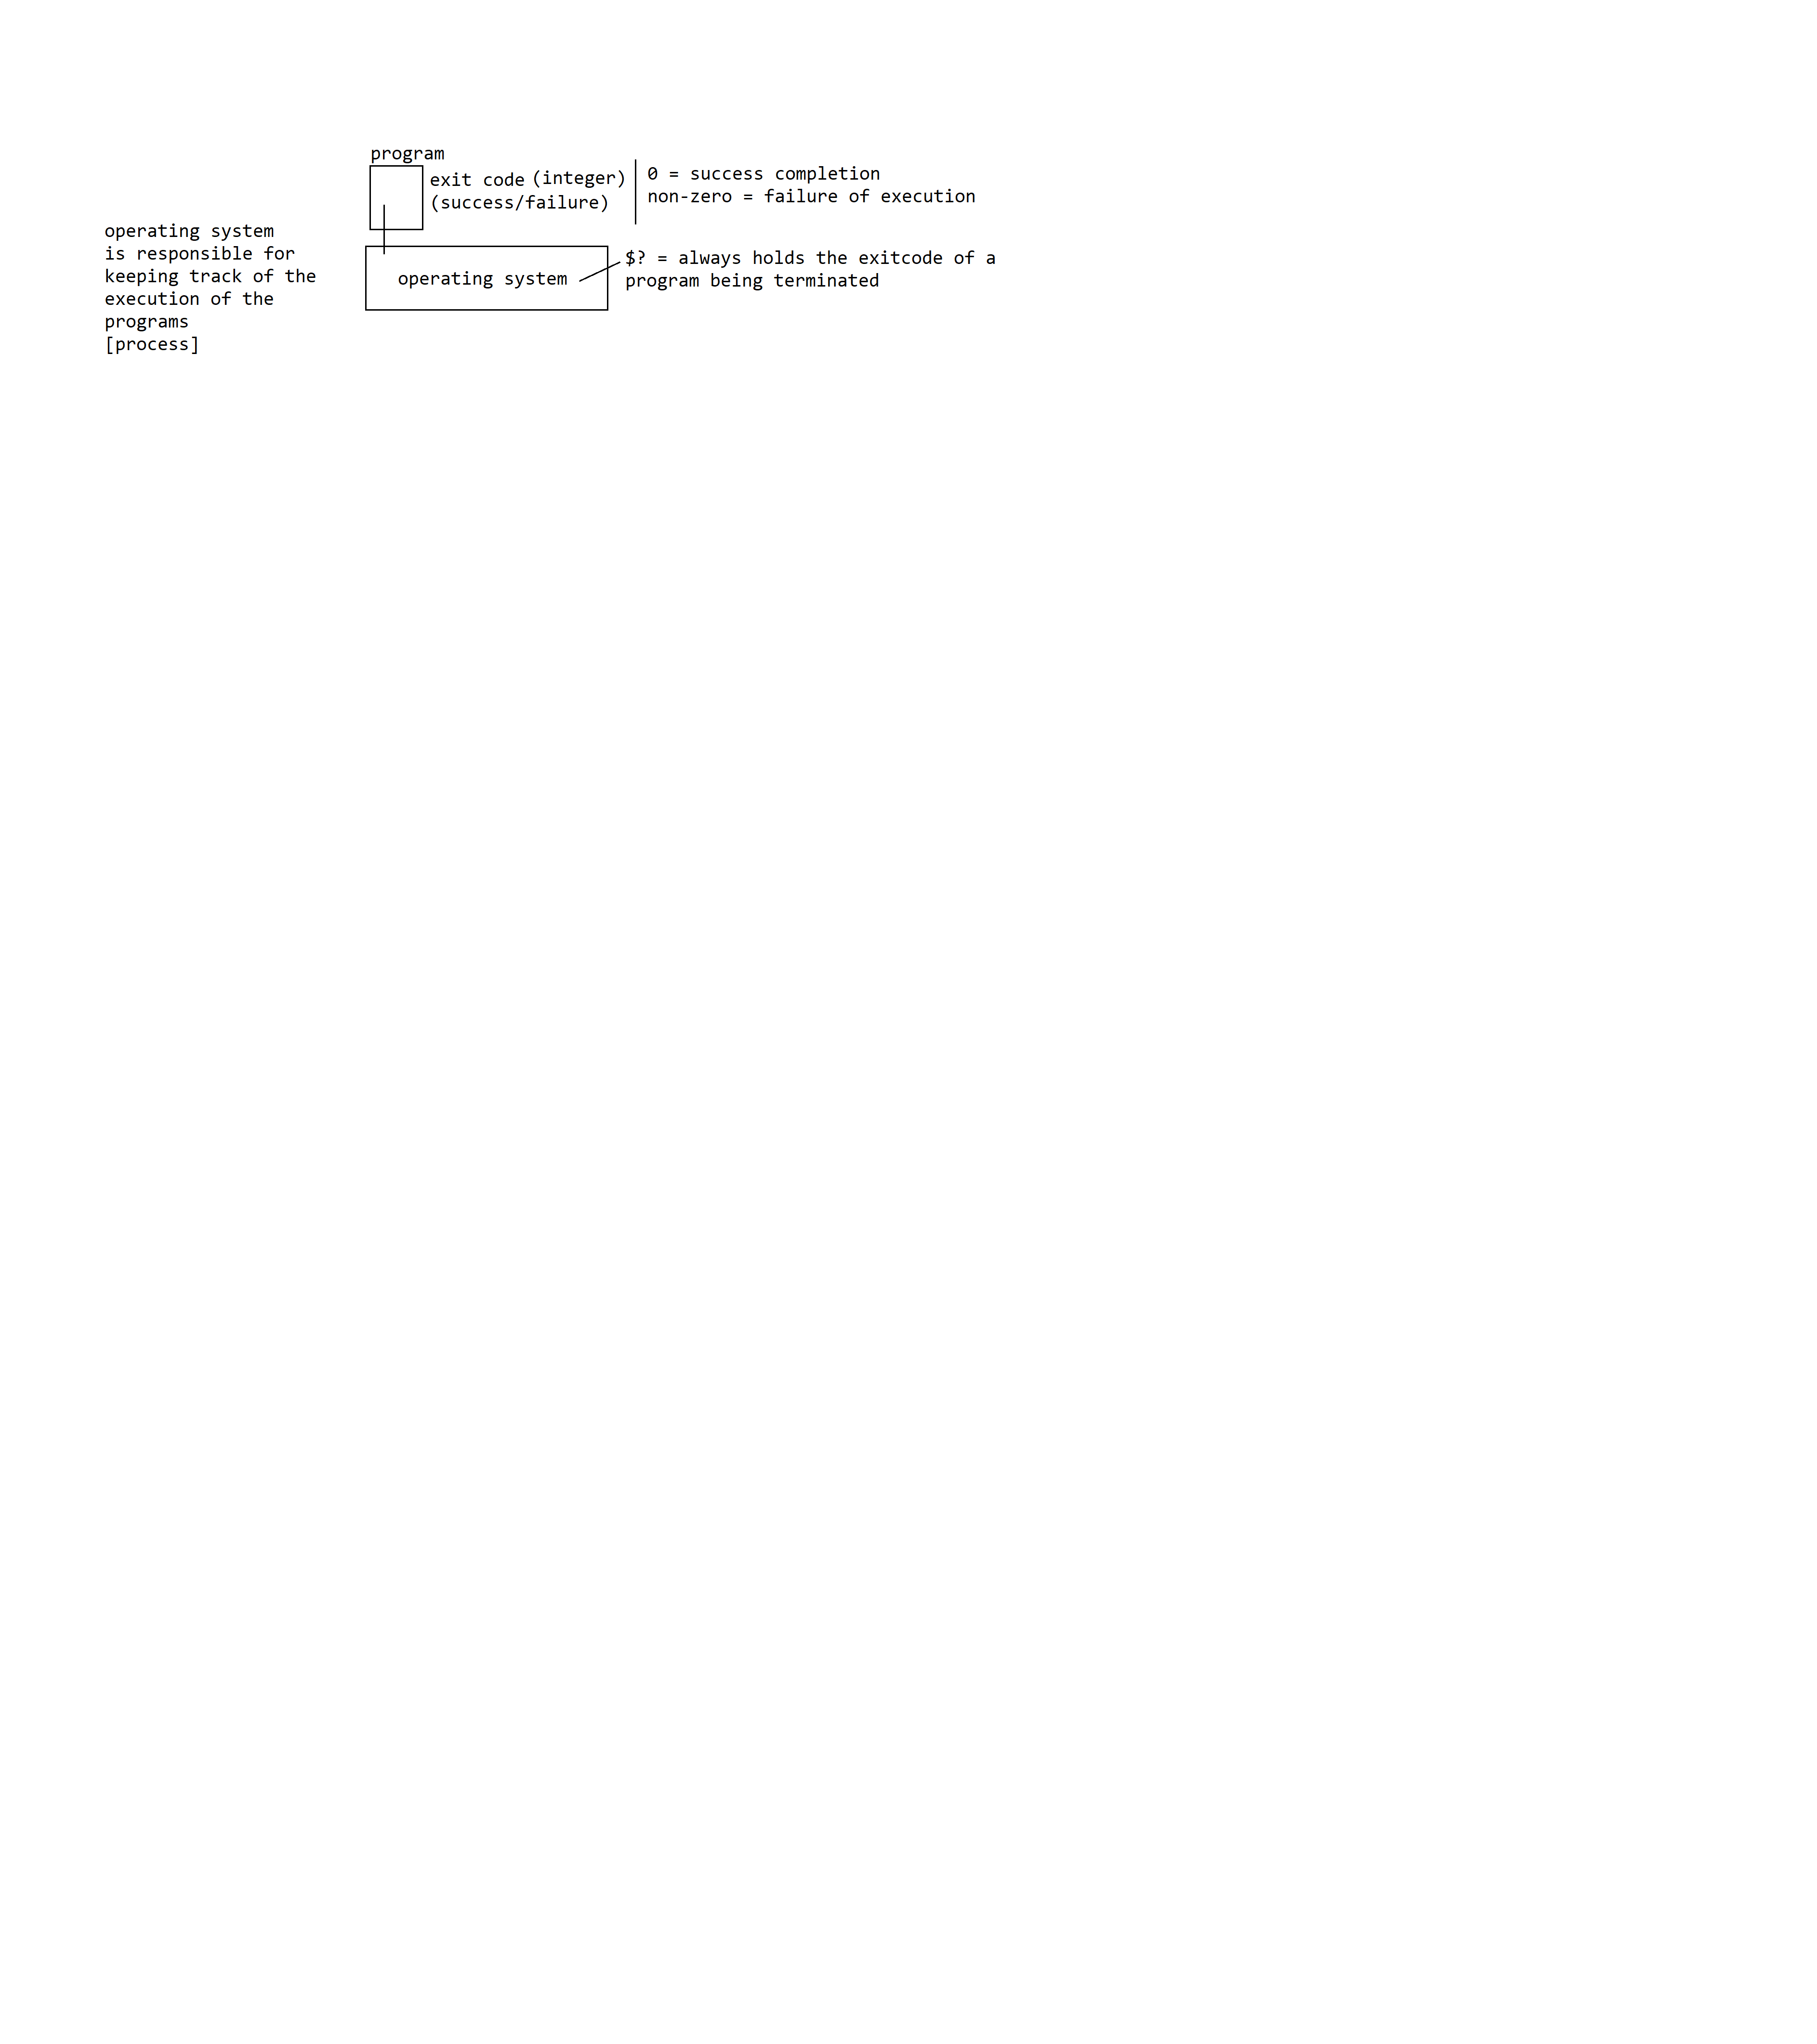 program
exit code (integer)
(success/failure)
0 = success completion
non-zero = failure of execution
operating system
is responsible for
keeping track of the
execution of the
programs
[process]
operating system
$? = always holds the exitcode of a
program being terminated